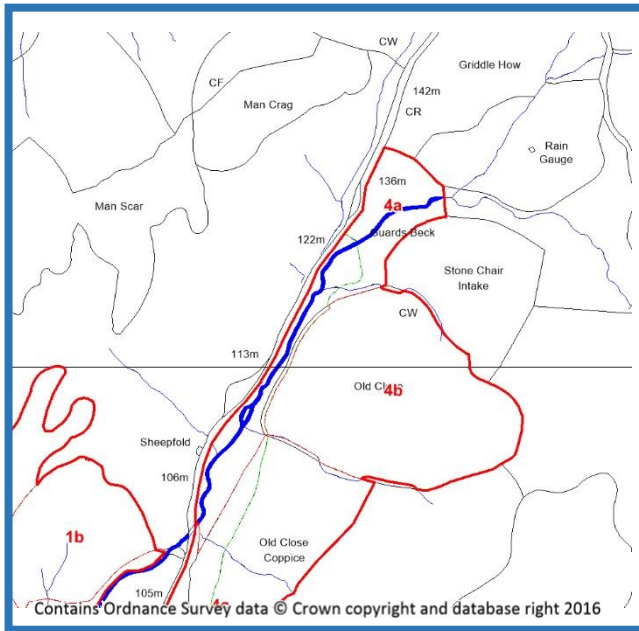 CW
Griddle How
CF
142m
Man Crag
CR
Rain
Gauge
136m
4a
Man Scar
Guards Beck
122m
Stone Chair
Intake
CW
113m
4b
Sheepfold
106m
1b
Old Close
Coppice
105m
Contains Ordnance Survey data © Crown copyright and database right 2016